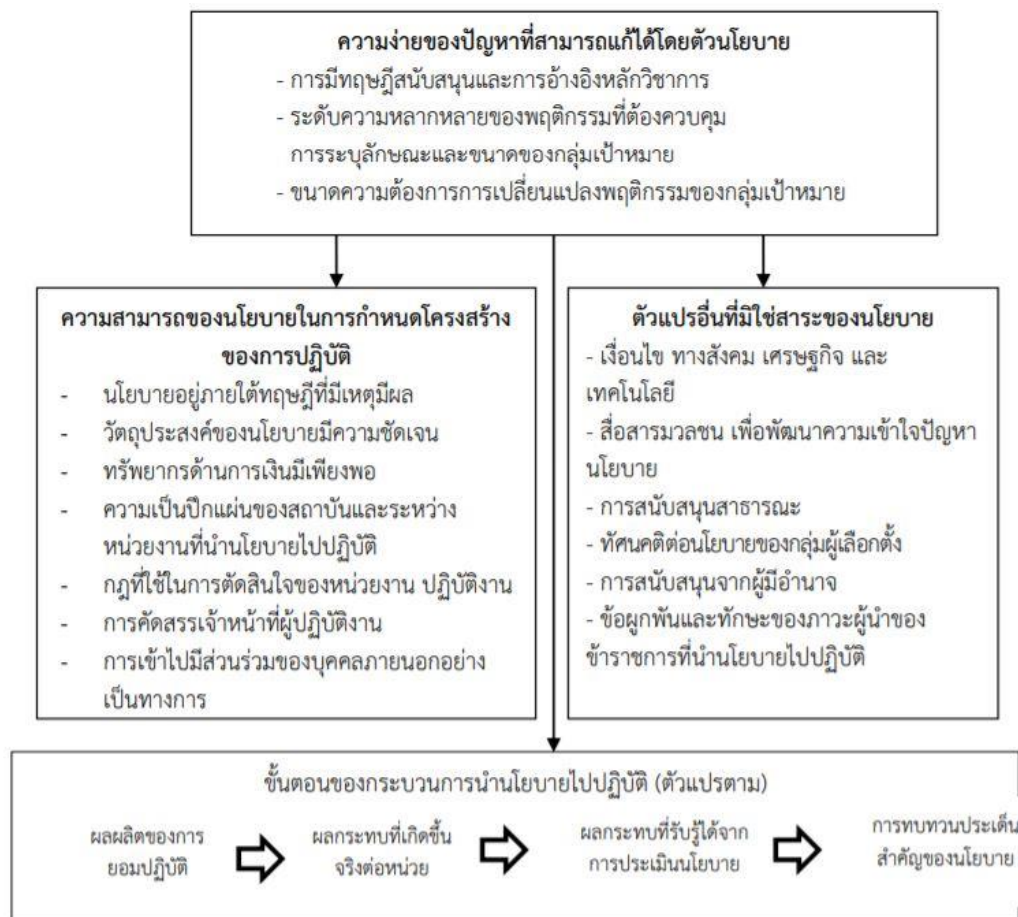 ความง่ายของปัญหาที่สามารถแก้ได้โดยตัวนโยบาย
- การมีทฤษฎีสนับสนุนและการอ้างอิงหลักวิชาการ
- ระดับความหลากหลายของพฤติกรรมที่ต้องควบคุม
การระบุลักษณะและขนาดของกลุ่มเป้าหมาย
- ขนาดความต้องการการเปลี่ยนแปลงพฤติกรรมของกลุ่มเป้าหมาย
ความสามารถของนโยบายในการกำหนดโครงสร้าง
ของการปฏิบัติ
- นโยบายอยู่ภายใต้ทฤษฎีที่มีเหตุมีผล
- วัตถุประสงค์ของนโยบายมีความชัดเจน
- ทรัพยากรด้านการเงินมีเพียงพอ
- ความเป็นปึกแผ่นของสถาบันและระหว่าง
หน่วยงานที่นำนโยบายไปปฏิบัติ
- กฎที่ใช้ในการตัดสินใจของหน่วยงาน ปฏิบัติงาน
- การคัดสรรเจ้าหน้าที่ผู้ปฏิบัติงาน
- การเข้าไปมีส่วนร่วมของบุคคลภายนอกอย่าง
เป็นทางการ
ตัวแปรอื่นที่มิใช่สาระของนโยบาย
- เงื่อนไข ทางสังคม เศรษฐกิจ และ
เทคโนโลยี
- สื่อสารมวลชน เพื่อพัฒนาความเข้าใจปัญหา
นโยบาย
- การสนับสนุนสาธารณะ
- ทัศนคติต่อนโยบายของกลุ่มผู้เลือกตั้ง
- การสนับสนุนจากผู้มีอำนาจ
- ข้อผูกพันและทักษะของภาวะผู้นำของ
ข้าราชการที่นำนโยบายไปปฏิบัติ
ขั้นตอนของกระบวนการนำนโยบายไปปฏิบัติ (ตัวแปรตาม)
ผลผลิตของการ
ยอมปฏิบัติ
ผลกระทบที่เกิดขึ้น
จริงต่อหน่วย
ผลกระทบที่รับรู้ได้จาก
การประเมินนโยบาย
การทบทวนประเด็น
สำคัญของนโยบาย